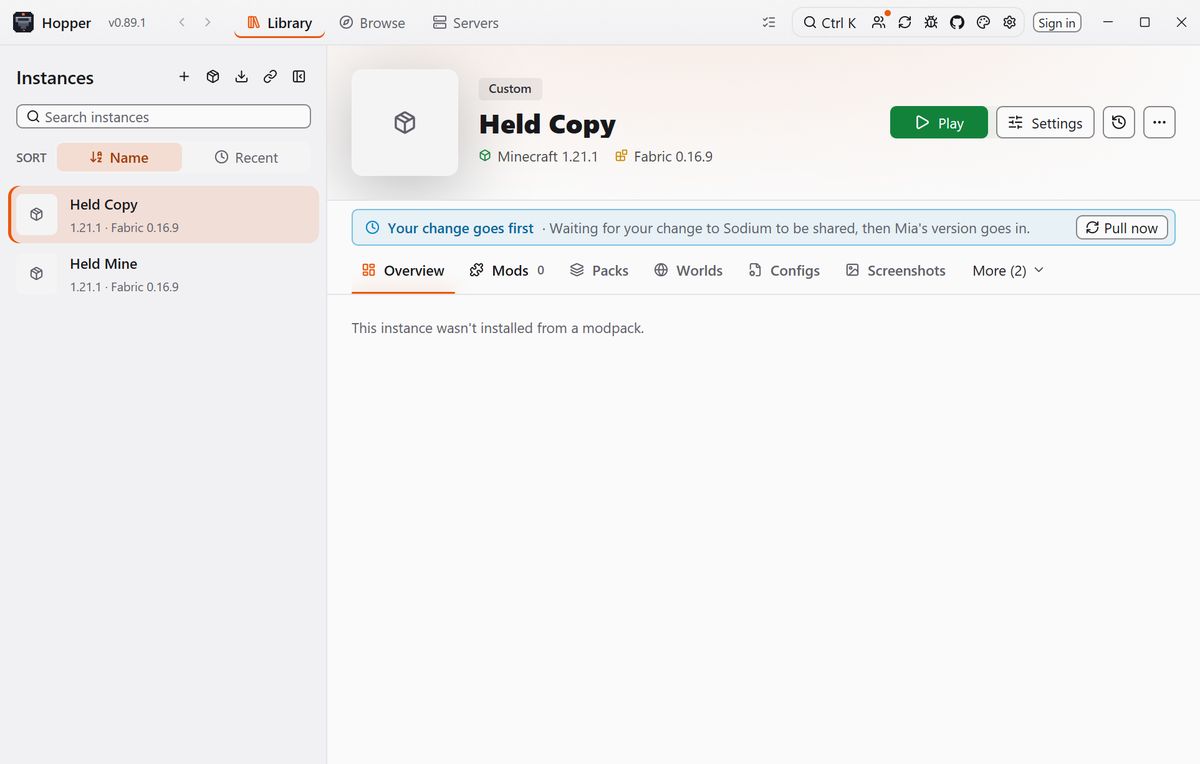 Hopper v0.89.1 Library Browse Servers Ctrl K Sign in
Instances
Search instances
SORT Name Recent
Held Copy
1.21.1 · Fabric 0.16.9
Held Mine
1.21.1 · Fabric 0.16.9
Custom
Held Copy
Minecraft 1.21.1 Fabric 0.16.9
Play Settings
Your change goes first · Waiting for your change to Sodium to be shared, then Mia's version goes in. Pull now
Overview Mods 0 Packs Worlds Configs Screenshots More (2)
This instance wasn't installed from a modpack.